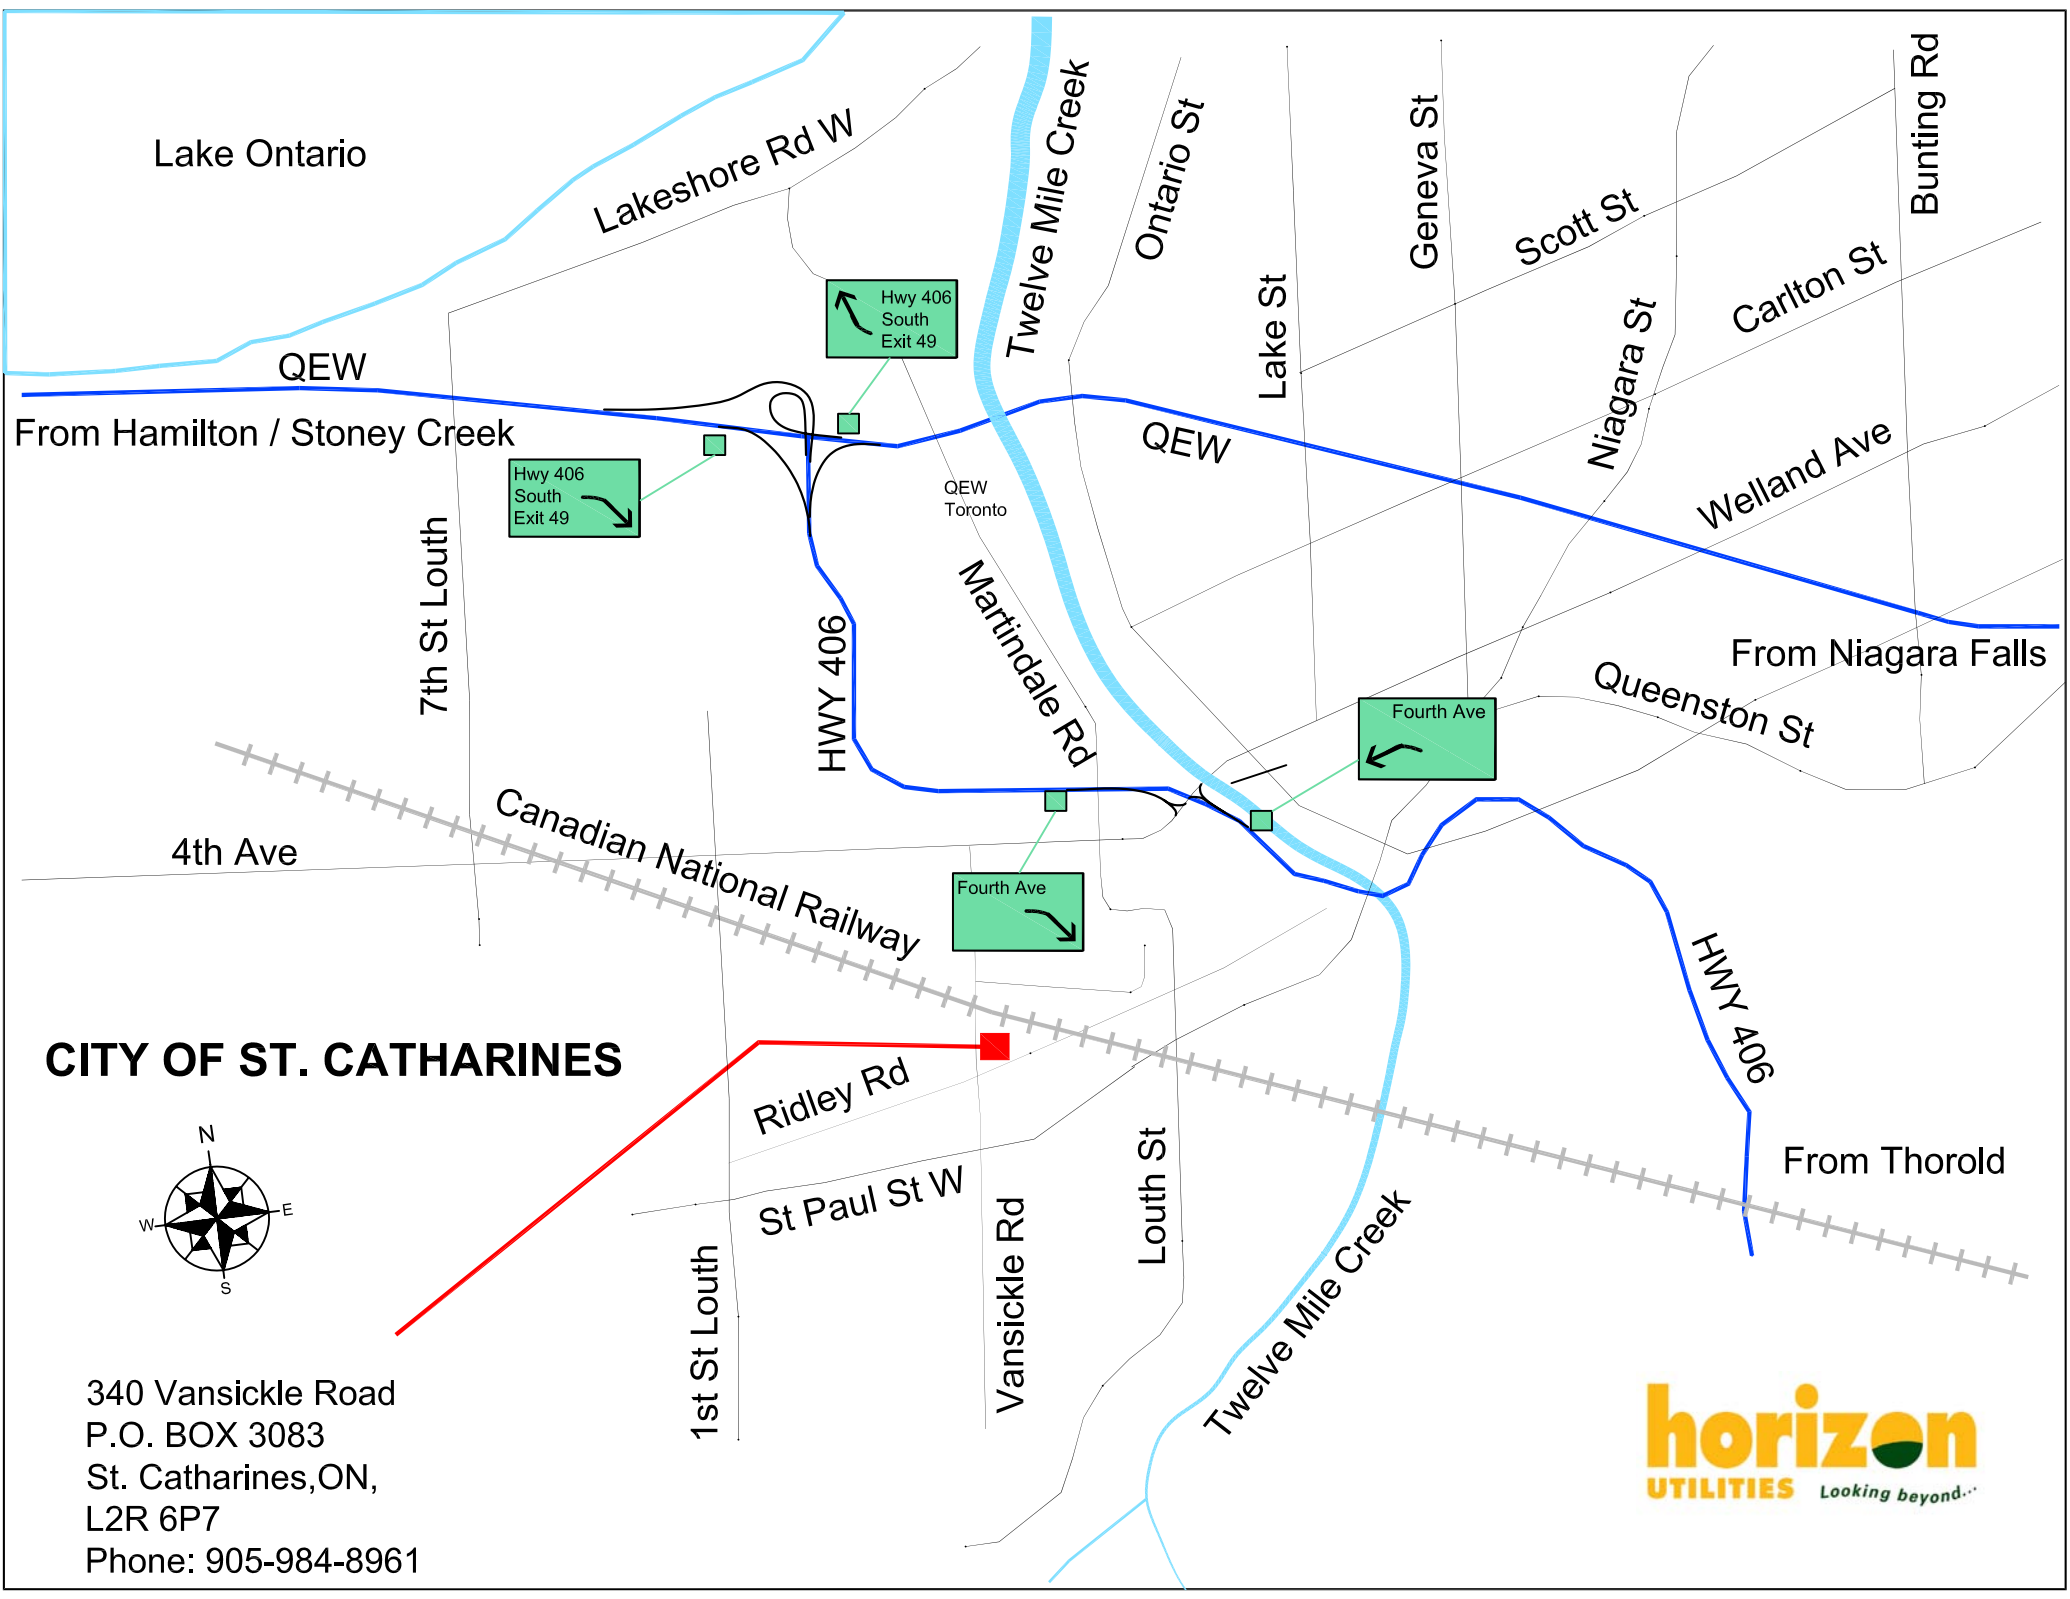 Lake Ontario
Lakeshore Rd W
Twelve Mile Creek
Ontario St
Lake St
Geneva St
Scott St
Bunting Rd
Carlton St
Niagara St
Welland Ave
Hwy 406
South
Exit 49
QEW
From Hamilton / Stoney Creek
Hwy 406
South
Exit 49
QEW
Toronto
QEW
7th St Louth
HWY 406
Martindale Rd
From Niagara Falls
Queenston St
Fourth Ave
Canadian National Railway
4th Ave
Fourth Ave
HWY 406
CITY OF ST. CATHARINES
Ridley Rd
St Paul St W
Louth St
From Thorold
N
W
E
S
1st St Louth
Vansickle Rd
Twelve Mile Creek
340 Vansickle Road
P.O. BOX 3083
St. Catharines,ON,
L2R 6P7
Phone: 905-984-8961
horizon
UTILITIES Looking beyond...